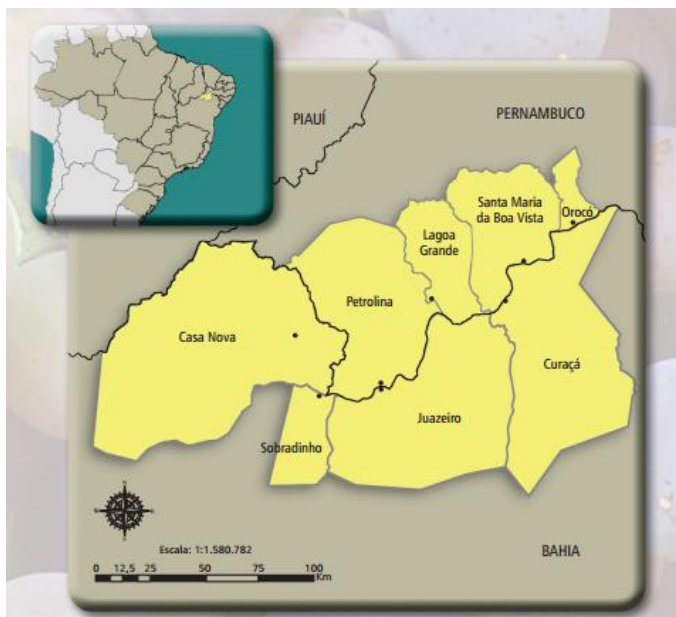 PIAUÍ
PERNAMBUCO
Santa Maria
da Boa Vista
Orocó
Lagoa
Grande
Petrolina
Casa Nova
Curaçá
Juazeiro
Sobradinho
BAHIA
Escala: 1:1.580.782
0 12,5 25 50 75 100
Km